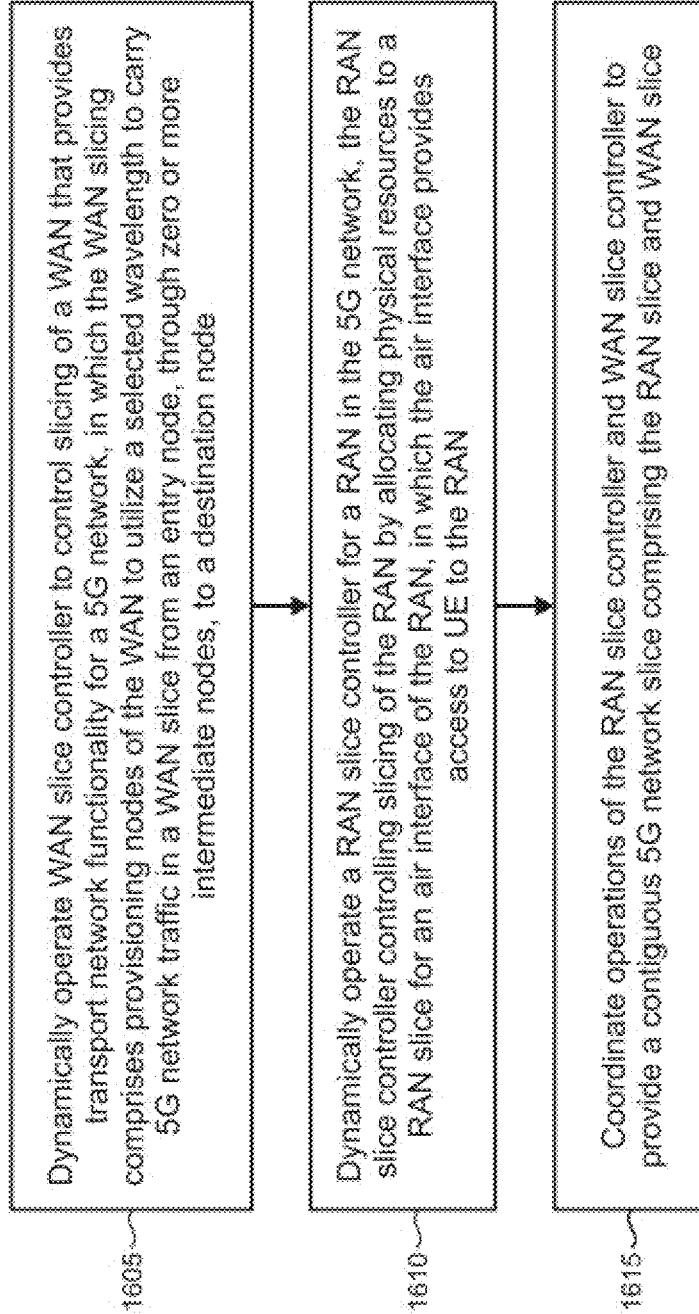 1605
Dynamically operate WAN slice controller to control slicing of a WAN that provides
transport network functionality for a 5G network, in which the WAN slicing
comprises provisioning nodes of the WAN to utilize a selected wavelength to carry
5G network traffic in a WAN slice from an entry node, through zero or more
intermediate nodes, to a destination node
1610
Dynamically operate a RAN slice controller for a RAN in the 5G network, the RAN
slice controller controlling slicing of the RAN by allocating physical resources to a
RAN slice for an air interface of the RAN, in which the air interface provides
access to UE to the RAN
1615
Coordinate operations of the RAN slice controller and WAN slice controller to
provide a contiguous 5G network slice comprising the RAN slice and WAN slice